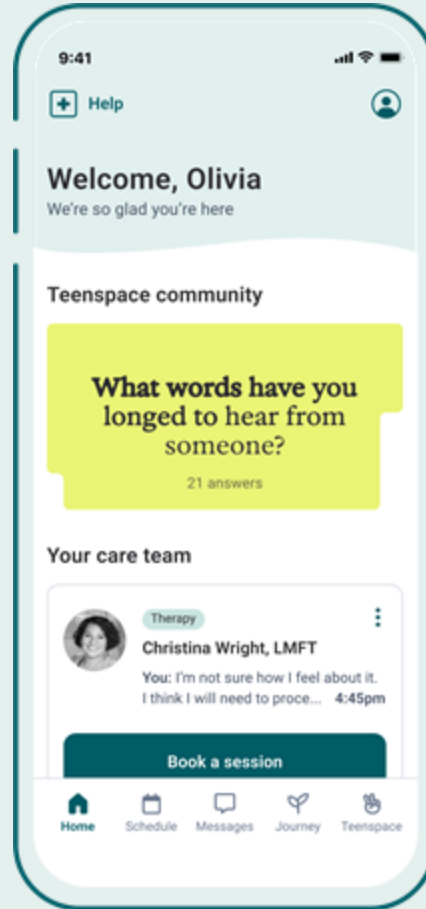 9:41
Help
Welcome, Olivia
We're so glad you're here
Teenspace community
What words have you
longed to hear from
someone?
21 answers
Your care team
Therapy
Christina Wright, LMFT
You: I'm not sure how I feel about it.
I think I will need to proce... 4:45pm
Book a session
Home Schedule Messages Journey Teenspace